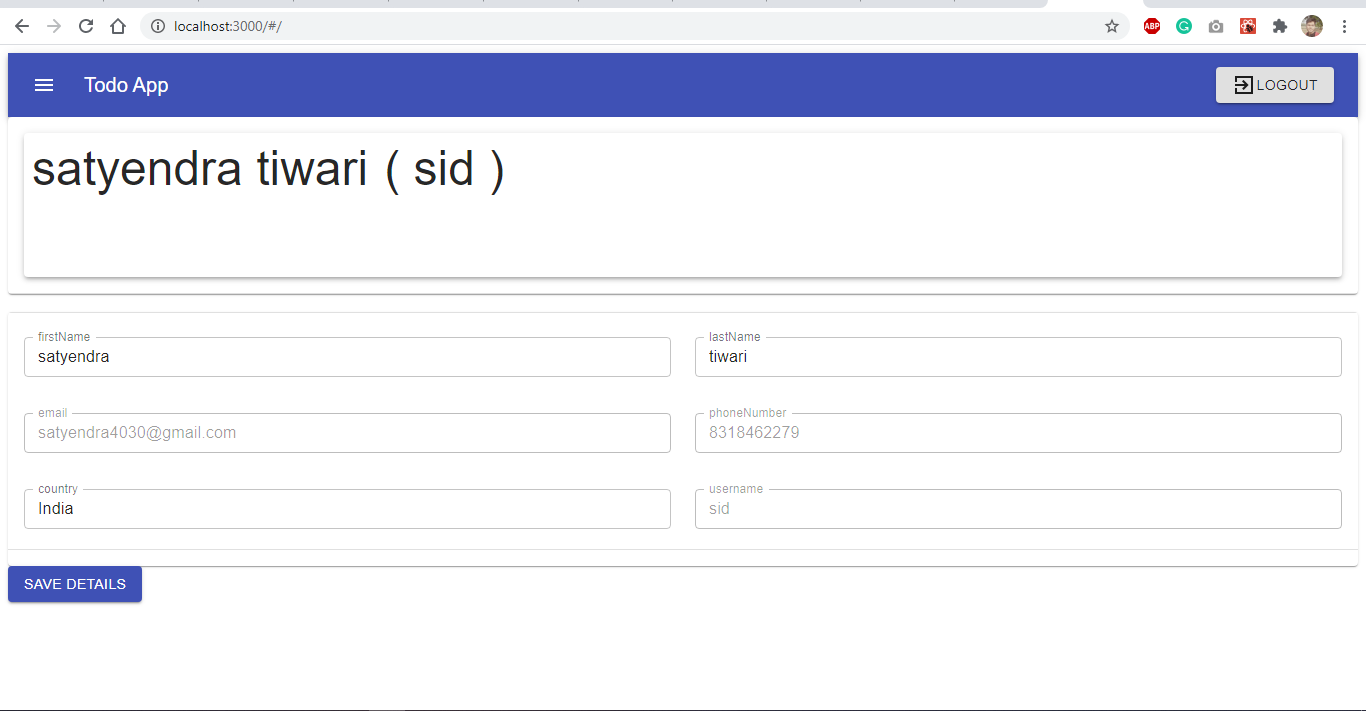 localhost:3000/#/
ABP
Todo App
LOGOUT
satyendra tiwari ( sid )
firstName
satyendra
lastName
tiwari
email
satyendra4030@gmail.com
phoneNumber
8318462279
country
India
username
sid
SAVE DETAILS